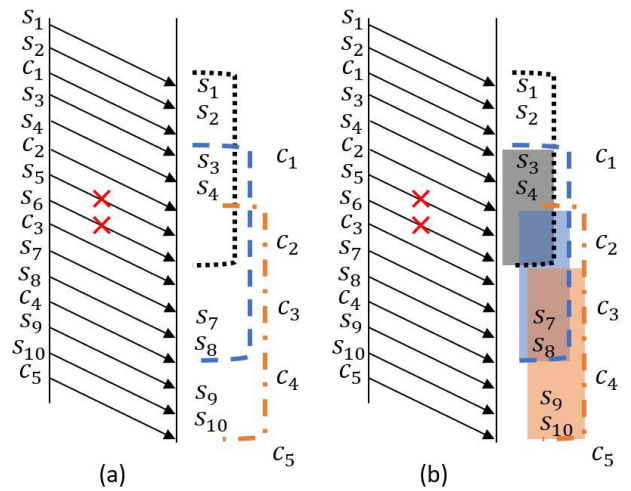 s₁
s₂
c₁
s₃
s₄
c₂
s₅
s₆
c₃
s₇
s₈
c₄
s₉
s₁₀
c₅
s₁
s₂
s₃
s₄
s₇
s₈
s₉
s₁₀
c₁
c₂
c₃
c₄
c₅
(a)
s₁
s₂
c₁
s₃
s₄
c₂
s₅
s₆
c₃
s₇
s₈
c₄
s₉
s₁₀
c₅
s₁
s₂
s₃
s₄
s₇
s₈
s₉
s₁₀
c₁
c₂
c₃
c₄
c₅
(b)